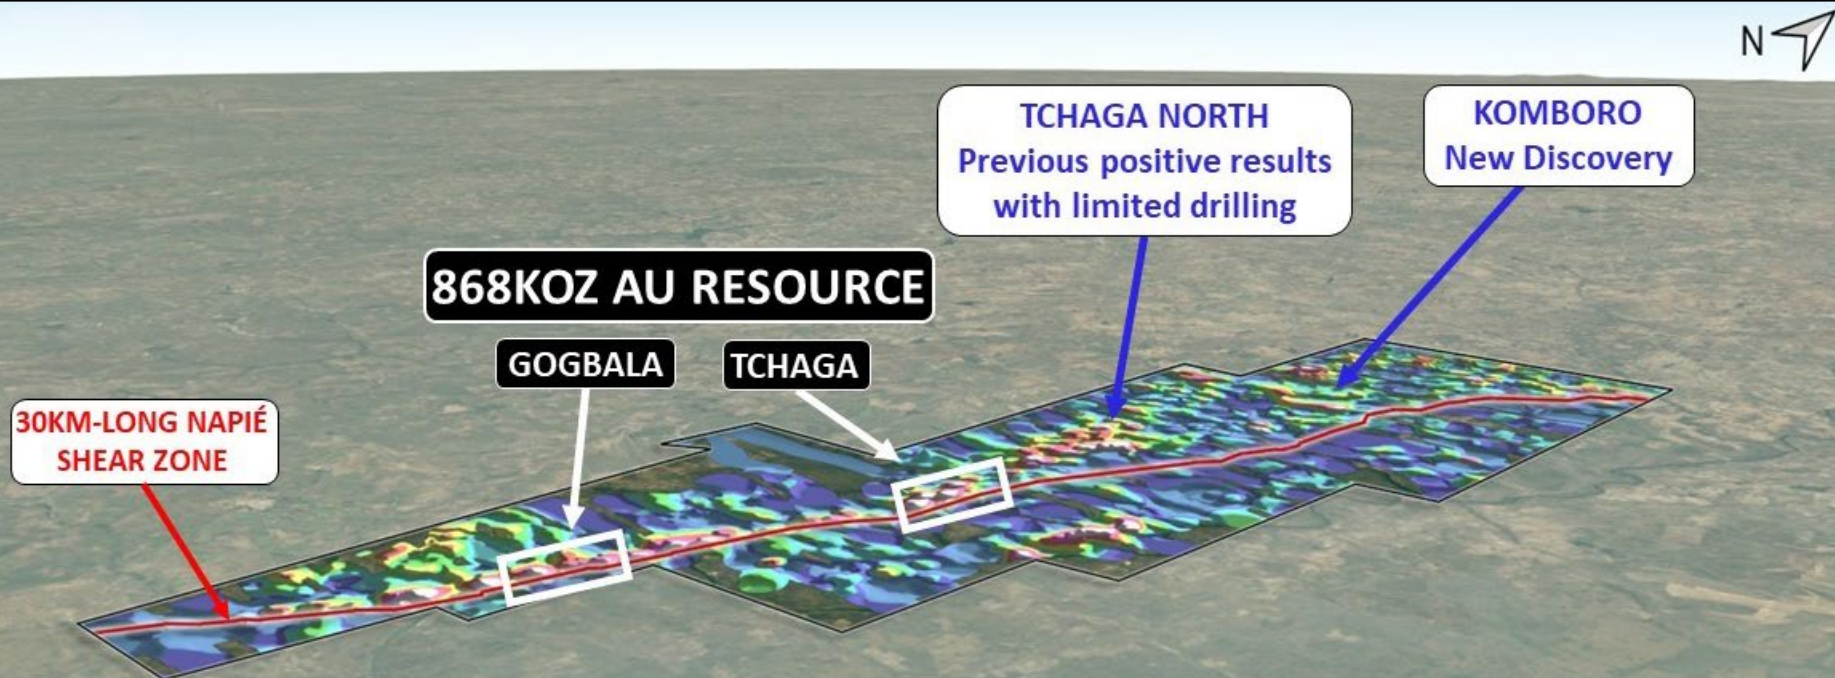 N
TCHAGA NORTH
Previous positive results
with limited drilling
KOMBORO
New Discovery
868KOZ AU RESOURCE
GOGBALA
TCHAGA
30KM-LONG NAPIÉ
SHEAR ZONE